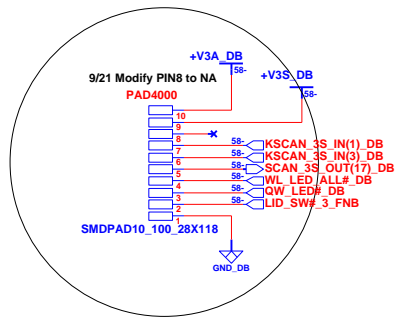 +V3A_DB
58-
9/21 Modify PIN8 to NA
+V3S_DB
58-
PAD4000
10
9
8
58- KSCAN_3S_IN(1)_DB
7
58- KSCAN_3S_IN(3)_DB
6
58- SCAN_3S_OUT(17)_DB
5
58- WL_LED_ALL#_DB
4
58- QW_LED#_DB
3
58- LID_SW#_3_FNB
2
1
SMDPAD10_100_28X118
GND_DB